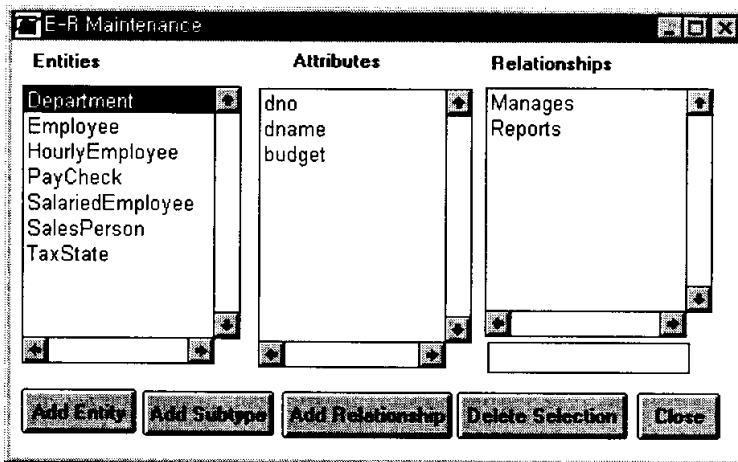 E-R Maintenance
Entities
Department
Employee
HourlyEmployee
PayCheck
SalariedEmployee
SalesPerson
TaxState
Attributes
dno
dname
budget
Relationships
Manages
Reports
Add Entity
Add Subtype
Add Relationship
Delete Selection
Close